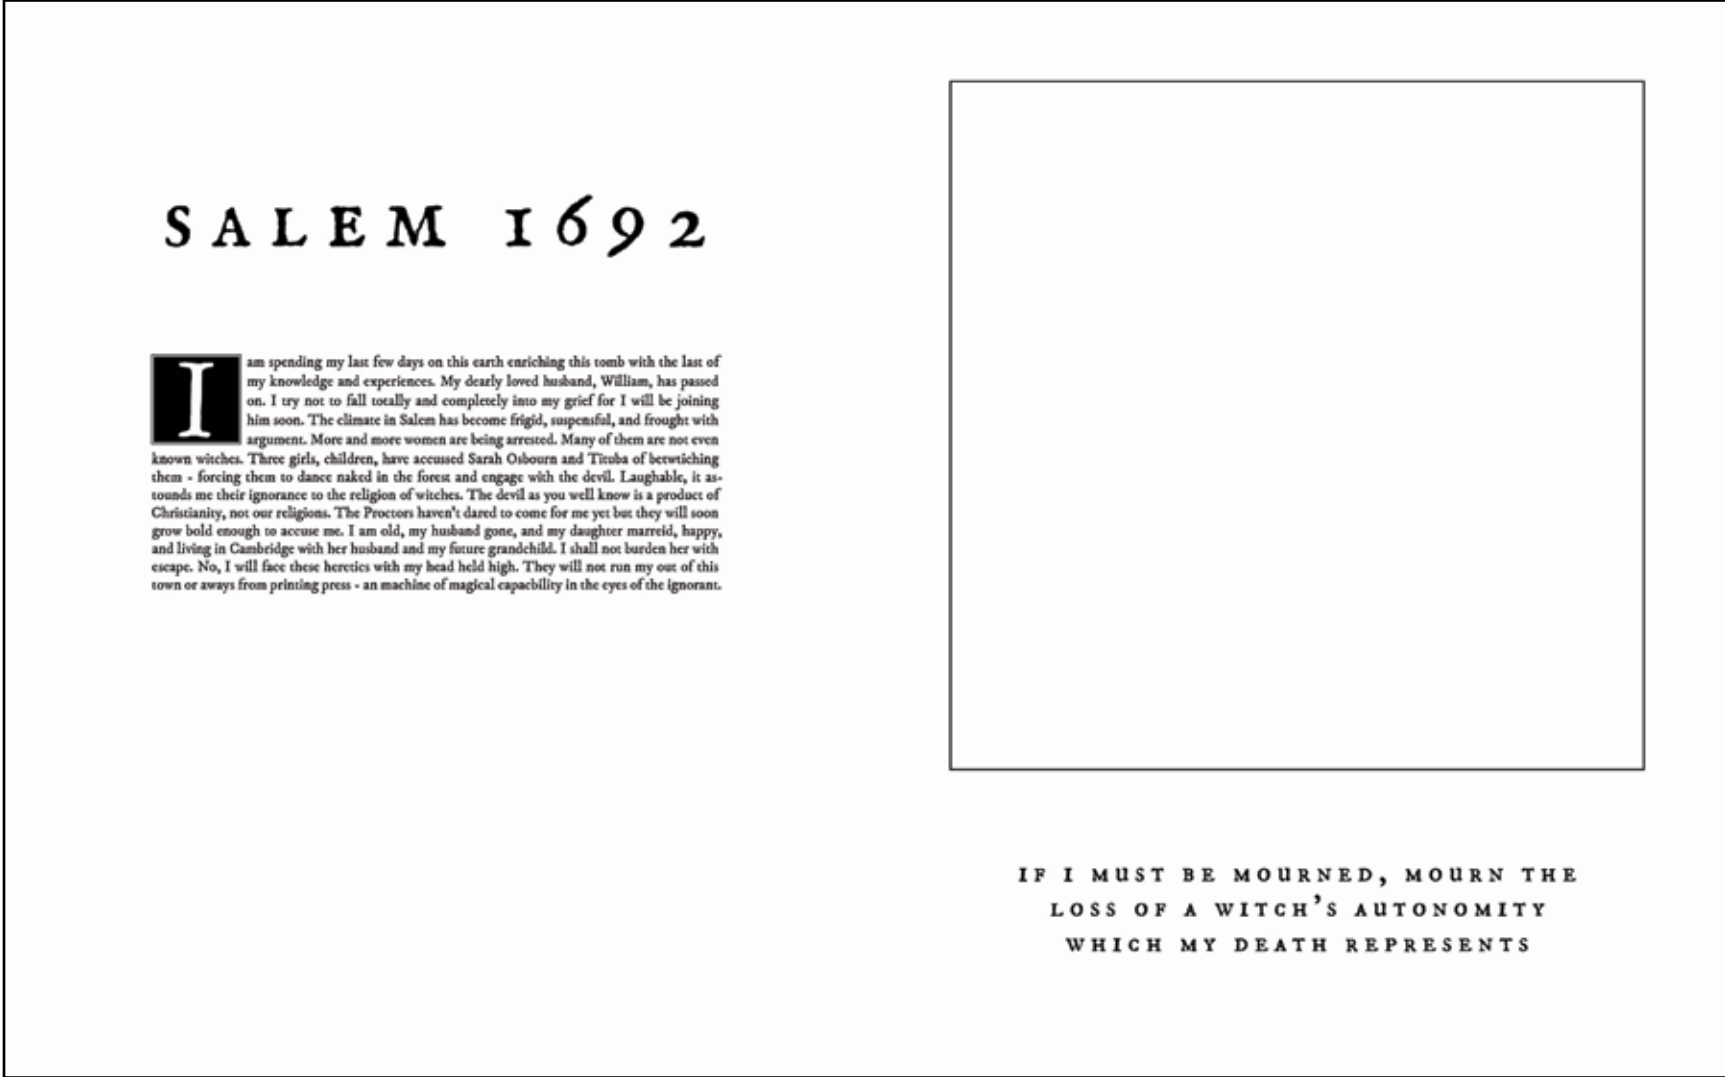 SALEM 1692
I am spending my last few days on this earth enriching this tomb with the last of
my knowledge and experiences. My dearly loved husband, William, has passed
on. I try not to fall totally and completely into my grief for I will be joining
him soon. The climate in Salem has become frigid, suspensful, and frought with
argument. More and more women are being arrested. Many of them are not even
known witches. Three girls, children, have accussed Sarah Osbourn and Tituba of betwtiching
them - forcing them to dance naked in the forest and engage with the devil. Laughable, it as-
tounds me their ignorance to the religion of witches. The devil as you well know is a product of
Christianity, not our religions. The Proctors haven't dared to come for me yet but they will soon
grow bold enough to accuse me. I am old, my husband gone, and my daughter marreid, happy,
and living in Cambridge with her husband and my future grandchild. I shall not burden her with
escape. No, I will face these heretics with my head held high. They will not run my out of this
town or aways from printing press - an machine of magical capacbility in the eyes of the ignorant.
IF I MUST BE MOURNED, MOURN THE
LOSS OF A WITCH'S AUTONOMITY
WHICH MY DEATH REPRESENTS